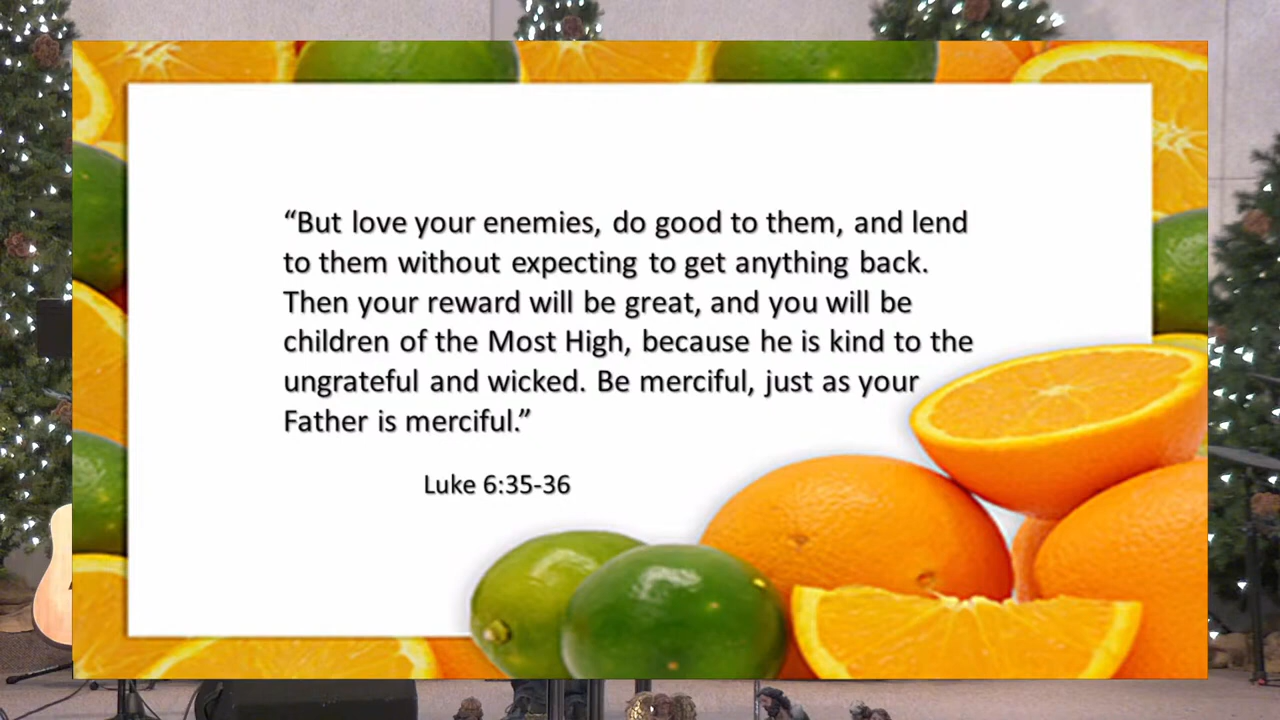 “But love your enemies, do good to them, and lend
to them without expecting to get anything back.
Then your reward will be great, and you will be
children of the Most High, because he is kind to the
ungrateful and wicked. Be merciful, just as your
Father is merciful.”
Luke 6:35-36